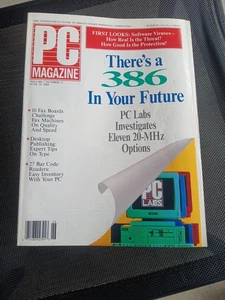 FIRST LOOKS: Software Viruses—
How Real Is the Threat?
How Good Is the Protection?
PC
MAGAZINE
There's a
386
In Your Future
PC Labs
Investigates
Eleven 20-MHz
Options
• 10 Fax Boards
Challenge
Fax Machines
On Quality
And Speed
• Desktop
Publishing:
Expert Tips
On Type
• 27 Bar Code
Readers:
Easy Inventory
With Your PC
PC
LABS